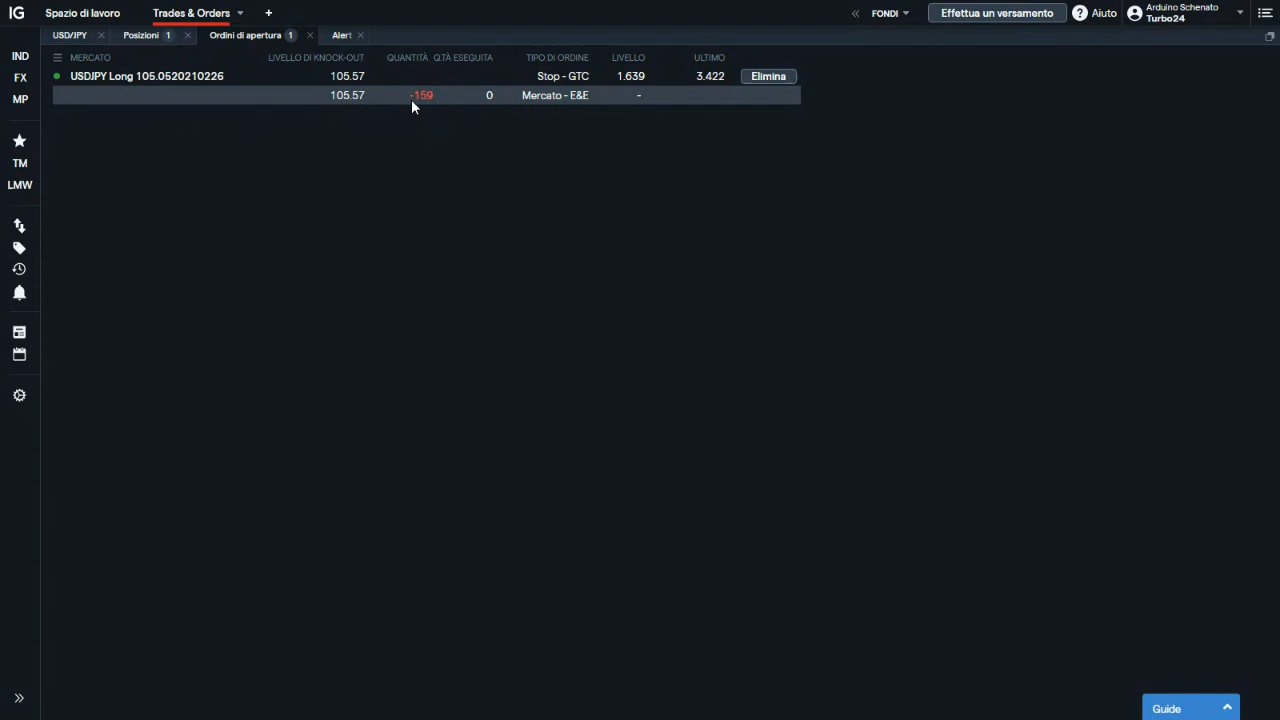 IG Spazio di lavoro Trades & Orders + FONDI Effettua un versamento ? Aiuto Arduino Schenato
Turbo24
USD/JPY Posizioni 1 Ordini di apertura 1 Alert
IND
FX
MP
TM
LMW
MERCATO LIVELLO DI KNOCK-OUT QUANTITÀ Q.TÀ ESEGUITA TIPO DI ORDINE LIVELLO ULTIMO
USDJPY Long 105.0520210226 105.57 Stop - GTC 1.639 3.422 Elimina
105.57 -159 0 Mercato - E&E -
Guide